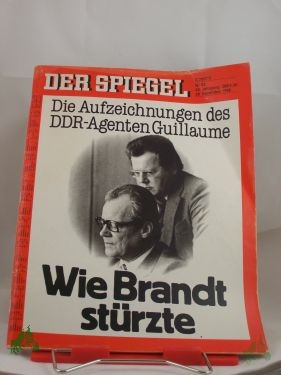 DER SPIEGEL
Die Aufzeichnungen des
DDR-Agenten Guillaume
Wie Brandt
stürzte